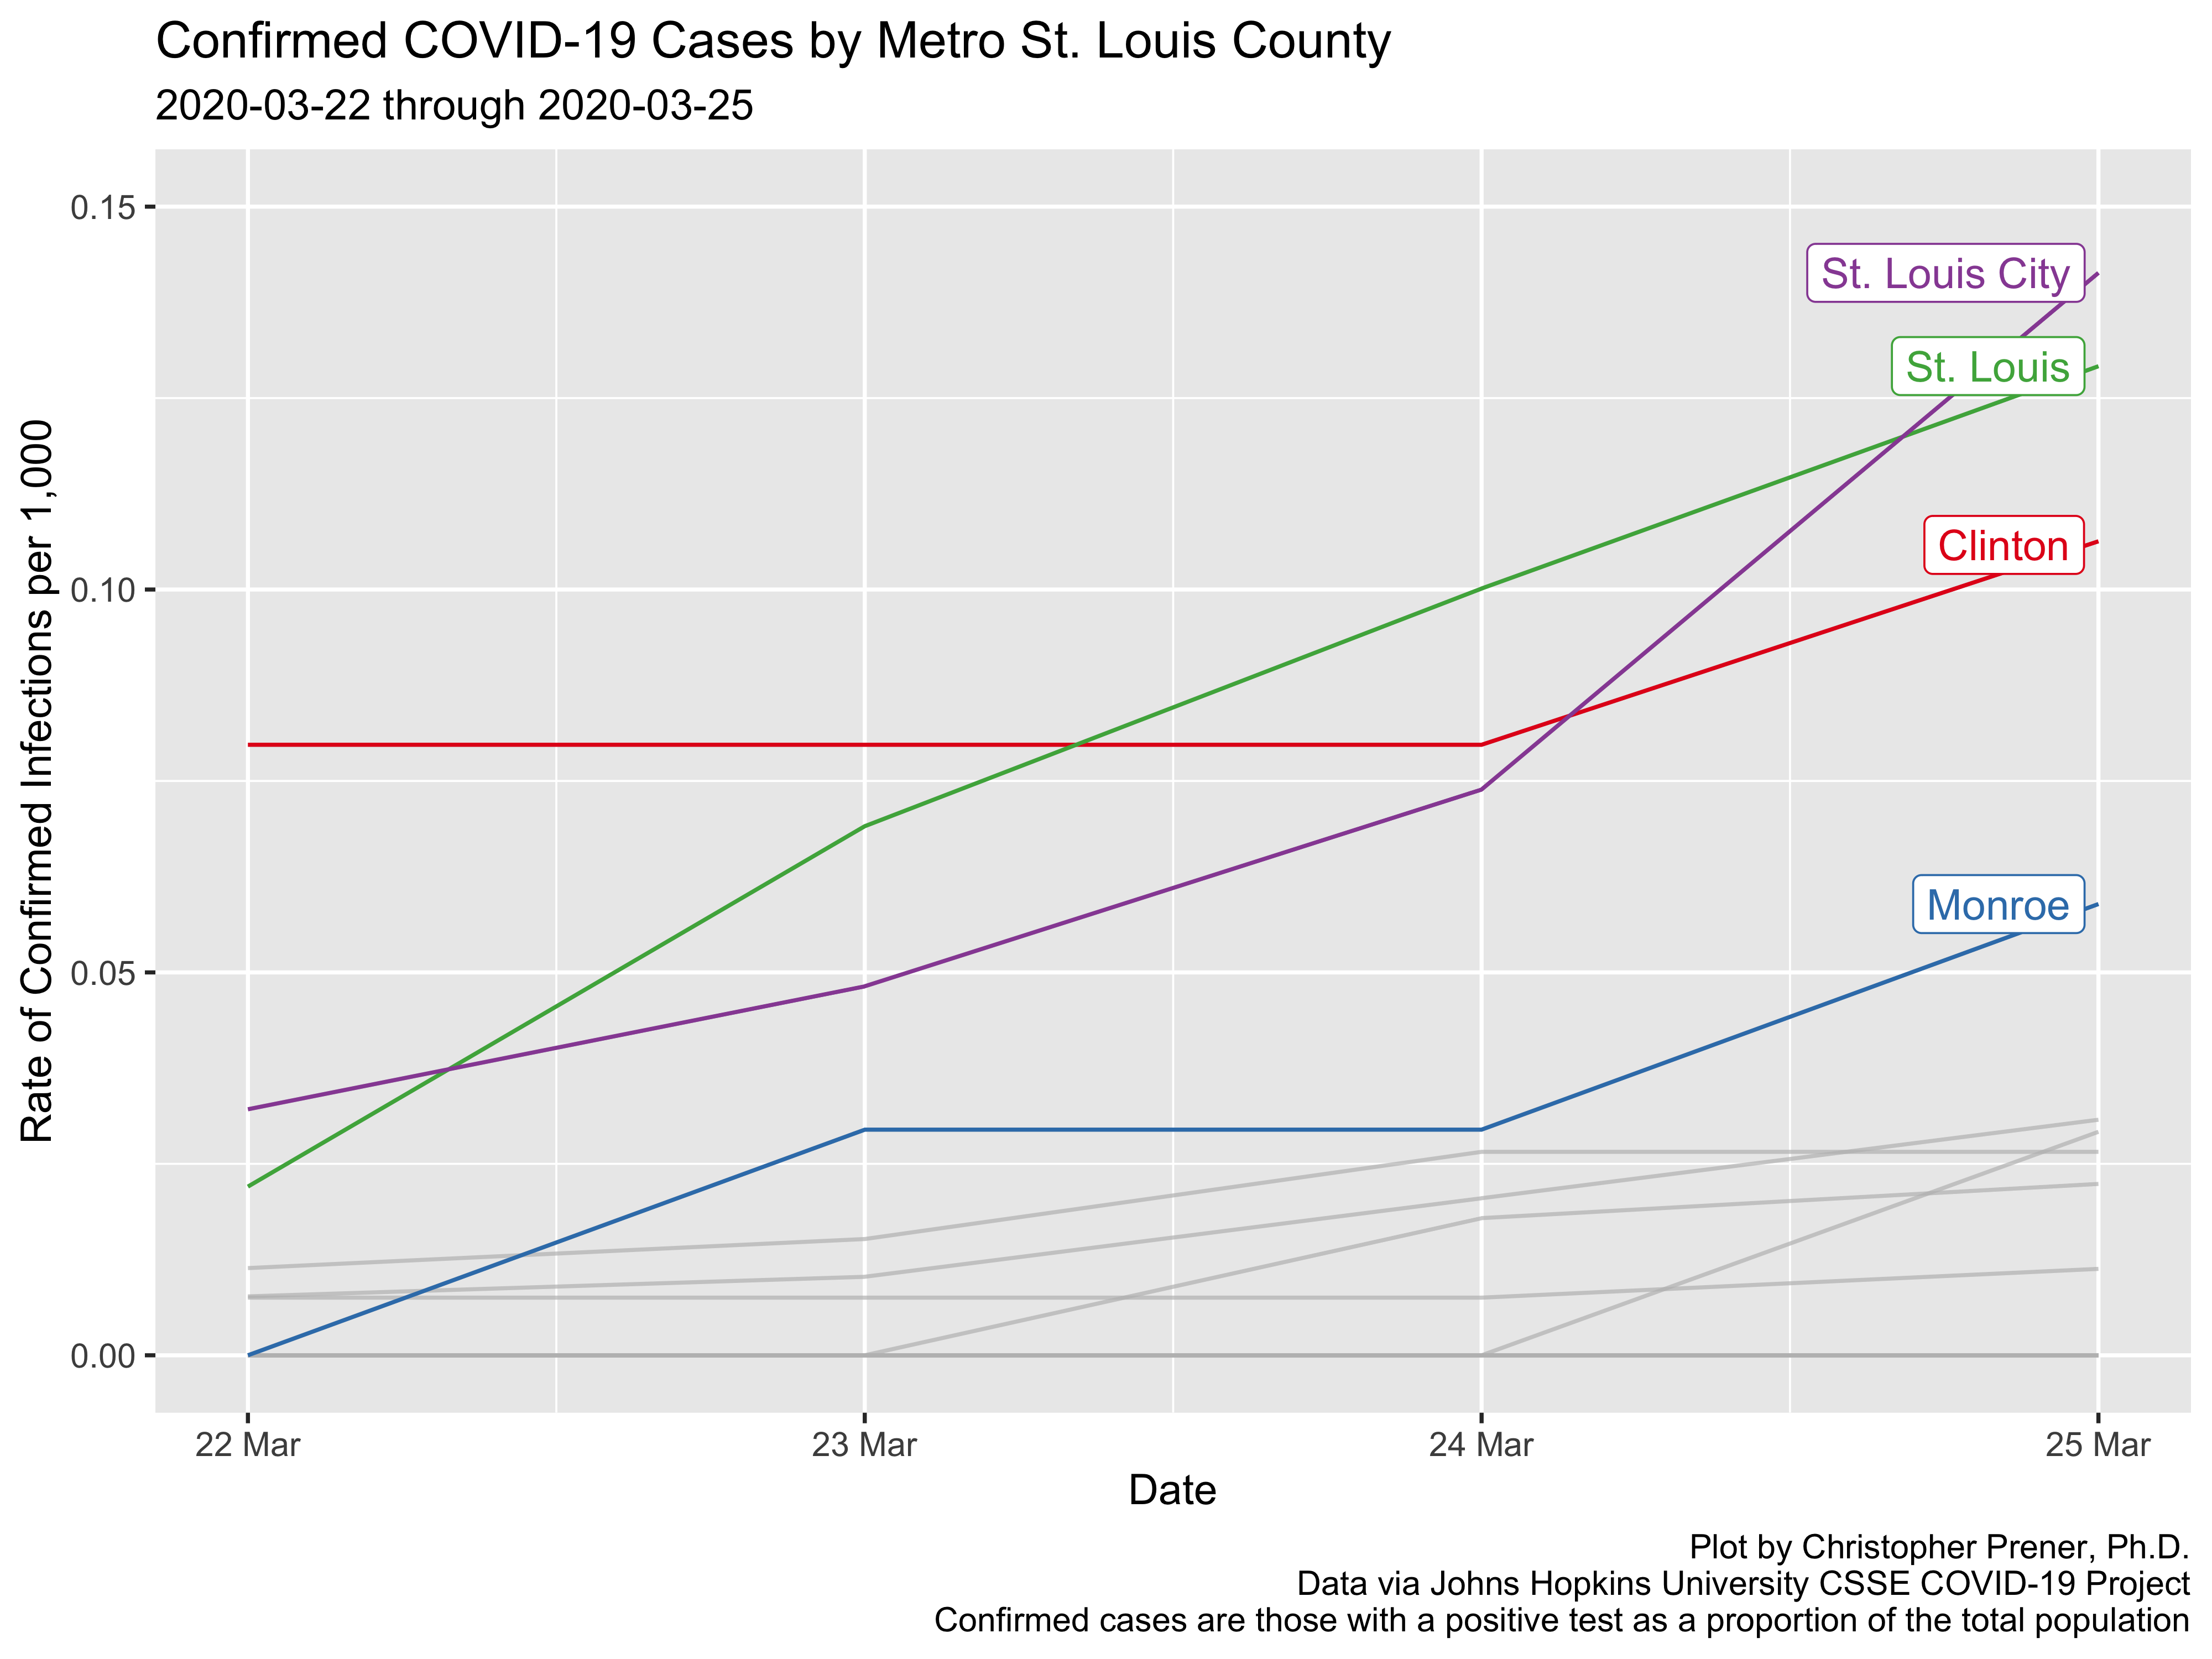 Confirmed COVID-19 Cases by Metro St. Louis County
2020-03-22 through 2020-03-25
Rate of Confirmed Infections per 1,000
0.15
0.10
0.05
0.00
St. Louis City
St. Louis
Clinton
Monroe
22 Mar
23 Mar
24 Mar
25 Mar
Date
Plot by Christopher Prener, Ph.D.
Data via Johns Hopkins University CSSE COVID-19 Project
Confirmed cases are those with a positive test as a proportion of the total population